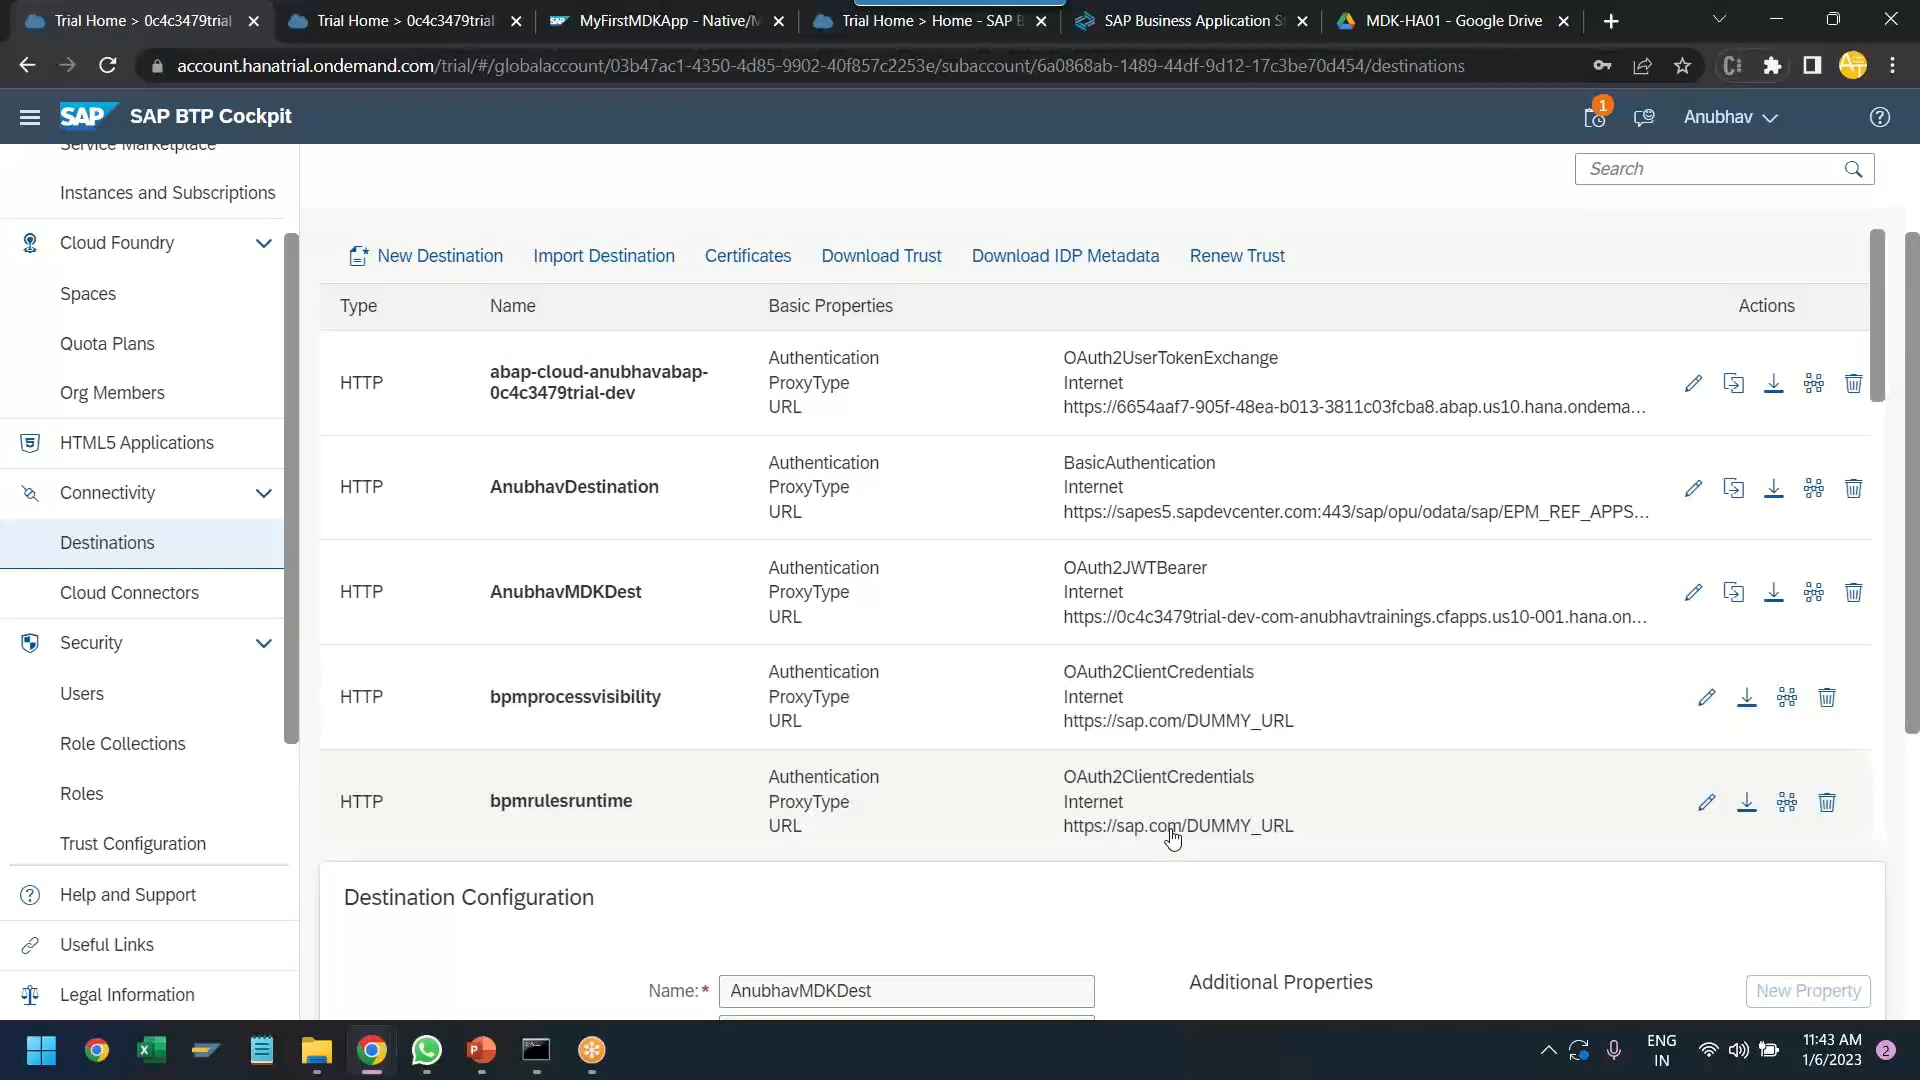 Trial Home > 0c4c3479trial
Trial Home > 0c4c3479trial
MyFirstMDKApp - Native/M
Trial Home > Home - SAP B
SAP Business Application S
MDK-HA01 - Google Drive
account.hanatrial.ondemand.com/trial/#/globalaccount/03b47ac1-4350-4d85-9902-40f857c2253e/subaccount/6a0868ab-1489-44df-9d12-17c3be70d454/destinations
SAP
SAP BTP Cockpit
1
Anubhav
Service Marketplace
Instances and Subscriptions
Cloud Foundry
Spaces
Quota Plans
Org Members
HTML5 Applications
Connectivity
Destinations
Cloud Connectors
Security
Users
Role Collections
Roles
Trust Configuration
Help and Support
Useful Links
Legal Information
Search
New Destination
Import Destination
Certificates
Download Trust
Download IDP Metadata
Renew Trust
Type
Name
Basic Properties
Actions
HTTP
abap-cloud-anubhavabap-
0c4c3479trial-dev
Authentication
OAuth2UserTokenExchange
ProxyType
Internet
URL
https://6654aaf7-905f-48ea-b013-3811c03fcba8.abap.us10.hana.ondema...
HTTP
AnubhavDestination
Authentication
BasicAuthentication
ProxyType
Internet
URL
https://sapes5.sapdevcenter.com:443/sap/opu/odata/sap/EPM_REF_APPS...
HTTP
AnubhavMDKDest
Authentication
OAuth2JWTBearer
ProxyType
Internet
URL
https://0c4c3479trial-dev-com-anubhavtrainings.cfapps.us10-001.hana.on...
HTTP
bpmprocessvisibility
Authentication
OAuth2ClientCredentials
ProxyType
Internet
URL
https://sap.com/DUMMY_URL
HTTP
bpmrulesruntime
Authentication
OAuth2ClientCredentials
ProxyType
Internet
URL
https://sap.com/DUMMY_URL
Destination Configuration
Name:*
AnubhavMDKDest
Additional Properties
New Property
ENG
IN
11:43 AM
1/6/2023
2